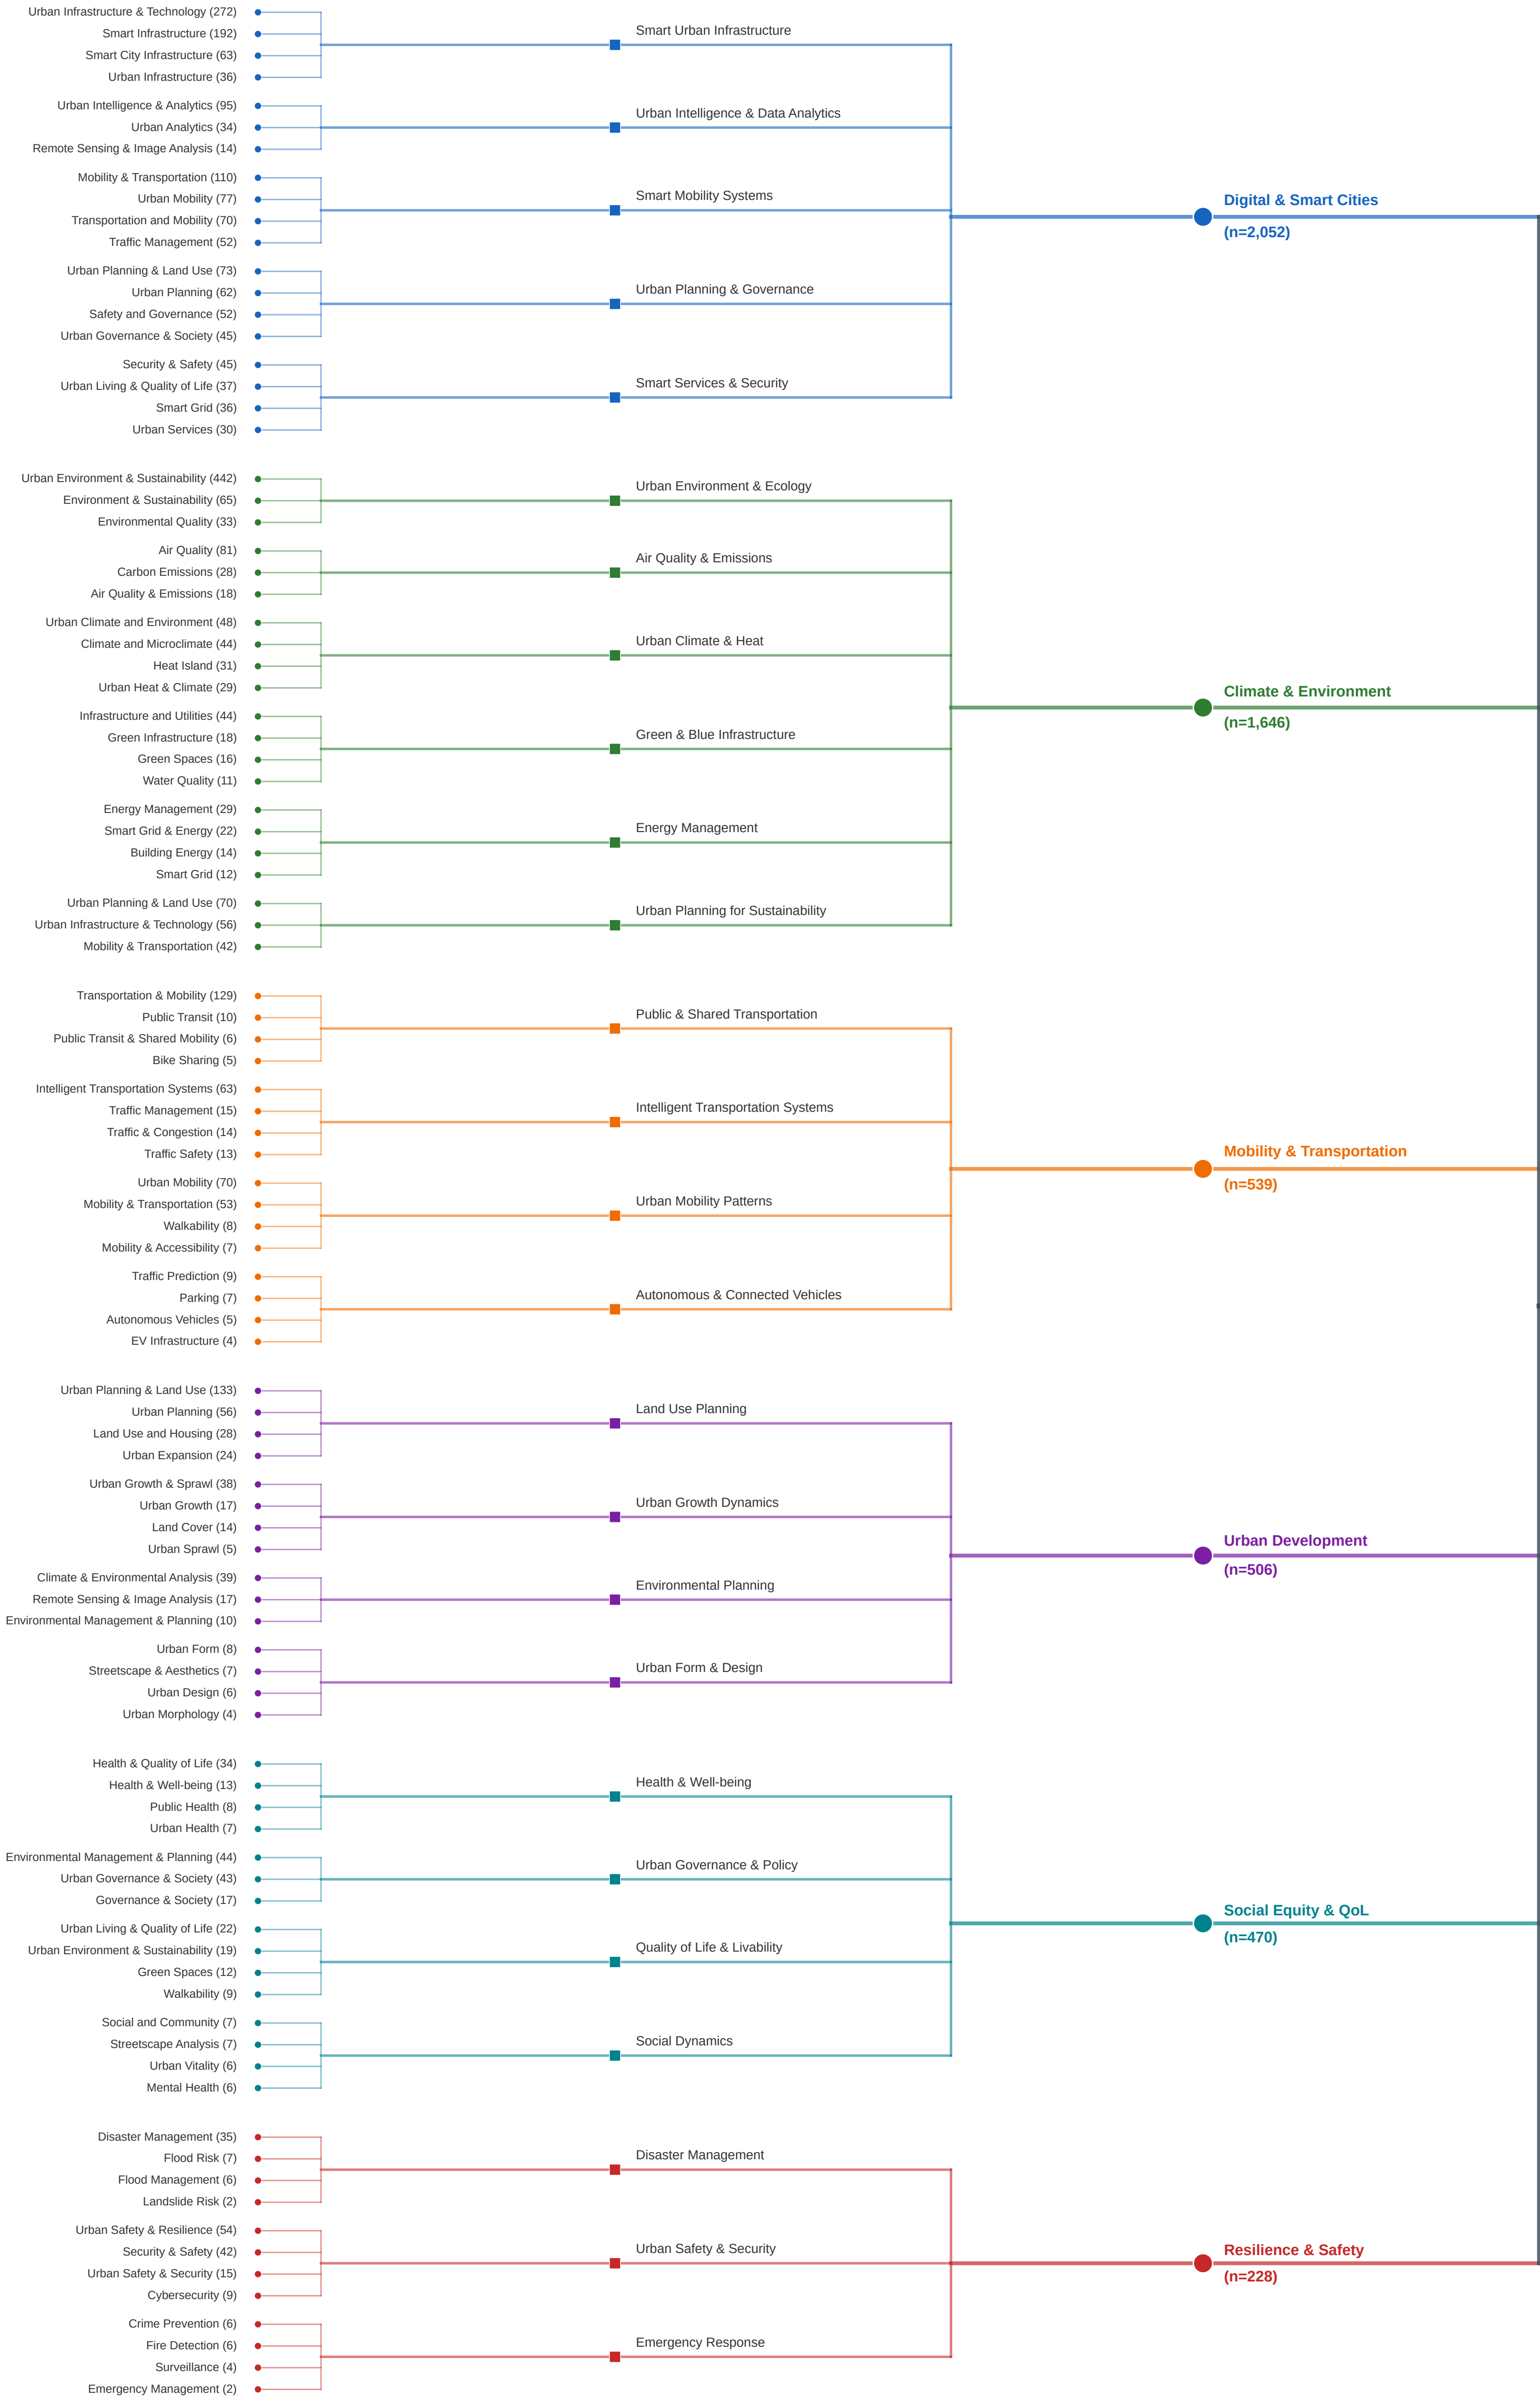 Urban Infrastructure & Technology (272)
Smart Infrastructure (192)
Smart City Infrastructure (63)
Urban Infrastructure (36)
Smart Urban Infrastructure
Urban Intelligence & Analytics (95)
Urban Analytics (34)
Remote Sensing & Image Analysis (14)
Urban Intelligence & Data Analytics
Mobility & Transportation (110)
Urban Mobility (77)
Transportation and Mobility (70)
Traffic Management (52)
Smart Mobility Systems
Urban Planning & Land Use (73)
Urban Planning (62)
Safety and Governance (52)
Urban Governance & Society (45)
Urban Planning & Governance
Security & Safety (45)
Urban Living & Quality of Life (37)
Smart Grid (36)
Urban Services (30)
Smart Services & Security
Digital & Smart Cities
(n=2,052)
Urban Environment & Sustainability (442)
Environment & Sustainability (65)
Environmental Quality (33)
Urban Environment & Ecology
Air Quality (81)
Carbon Emissions (28)
Air Quality & Emissions (18)
Air Quality & Emissions
Urban Climate and Environment (48)
Climate and Microclimate (44)
Heat Island (31)
Urban Heat & Climate (29)
Urban Climate & Heat
Infrastructure and Utilities (44)
Green Infrastructure (18)
Green Spaces (16)
Water Quality (11)
Green & Blue Infrastructure
Energy Management (29)
Smart Grid & Energy (22)
Building Energy (14)
Smart Grid (12)
Energy Management
Urban Planning & Land Use (70)
Urban Infrastructure & Technology (56)
Mobility & Transportation (42)
Urban Planning for Sustainability
Climate & Environment
(n=1,646)
Transportation & Mobility (129)
Public Transit (10)
Public Transit & Shared Mobility (6)
Bike Sharing (5)
Public & Shared Transportation
Intelligent Transportation Systems (63)
Traffic Management (15)
Traffic & Congestion (14)
Traffic Safety (13)
Intelligent Transportation Systems
Urban Mobility (70)
Mobility & Transportation (53)
Walkability (8)
Mobility & Accessibility (7)
Urban Mobility Patterns
Traffic Prediction (9)
Parking (7)
Autonomous Vehicles (5)
EV Infrastructure (4)
Autonomous & Connected Vehicles
Mobility & Transportation
(n=539)
Urban Planning & Land Use (133)
Urban Planning (56)
Land Use and Housing (28)
Urban Expansion (24)
Land Use Planning
Urban Growth & Sprawl (38)
Urban Growth (17)
Land Cover (14)
Urban Sprawl (5)
Urban Growth Dynamics
Climate & Environmental Analysis (39)
Remote Sensing & Image Analysis (17)
Environmental Management & Planning (10)
Environmental Planning
Urban Form (8)
Streetscape & Aesthetics (7)
Urban Design (6)
Urban Morphology (4)
Urban Form & Design
Urban Development
(n=506)
Health & Quality of Life (34)
Health & Well-being (13)
Public Health (8)
Urban Health (7)
Health & Well-being
Environmental Management & Planning (44)
Urban Governance & Society (43)
Governance & Society (17)
Urban Governance & Policy
Urban Living & Quality of Life (22)
Urban Environment & Sustainability (19)
Green Spaces (12)
Walkability (9)
Quality of Life & Livability
Social and Community (7)
Streetscape Analysis (7)
Urban Vitality (6)
Mental Health (6)
Social Dynamics
Social Equity & QoL
(n=470)
Disaster Management (35)
Flood Risk (7)
Flood Management (6)
Landslide Risk (2)
Disaster Management
Urban Safety & Resilience (54)
Security & Safety (42)
Urban Safety & Security (15)
Cybersecurity (9)
Urban Safety & Security
Crime Prevention (6)
Fire Detection (6)
Surveillance (4)
Emergency Management (2)
Emergency Response
Resilience & Safety
(n=228)